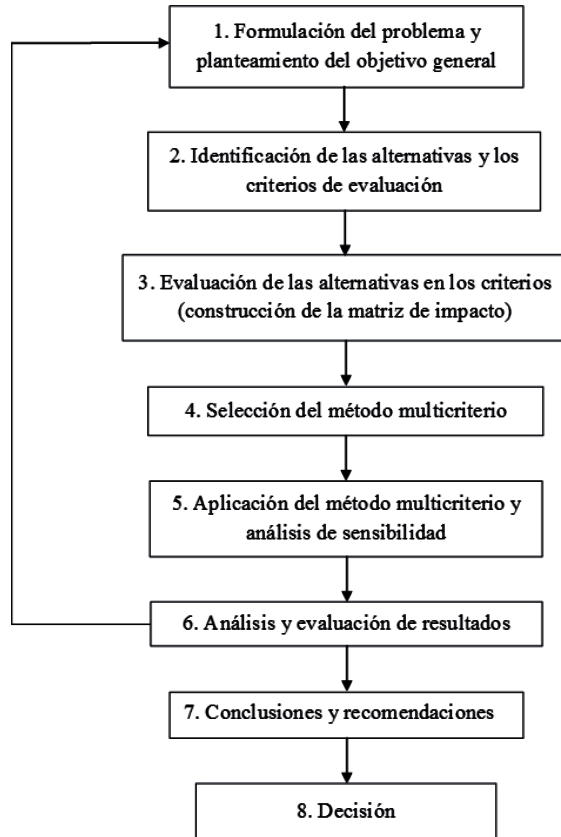 1. Formulación del problema y
planteamiento del objetivo general
2. Identificación de las alternativas y los
criterios de evaluación
3. Evaluación de las alternativas en los criterios
(construcción de la matriz de impacto)
4. Selección del método multicriterio
5. Aplicación del método multicriterio y
análisis de sensibilidad
6. Análisis y evaluación de resultados
7. Conclusiones y recomendaciones
8. Decisión